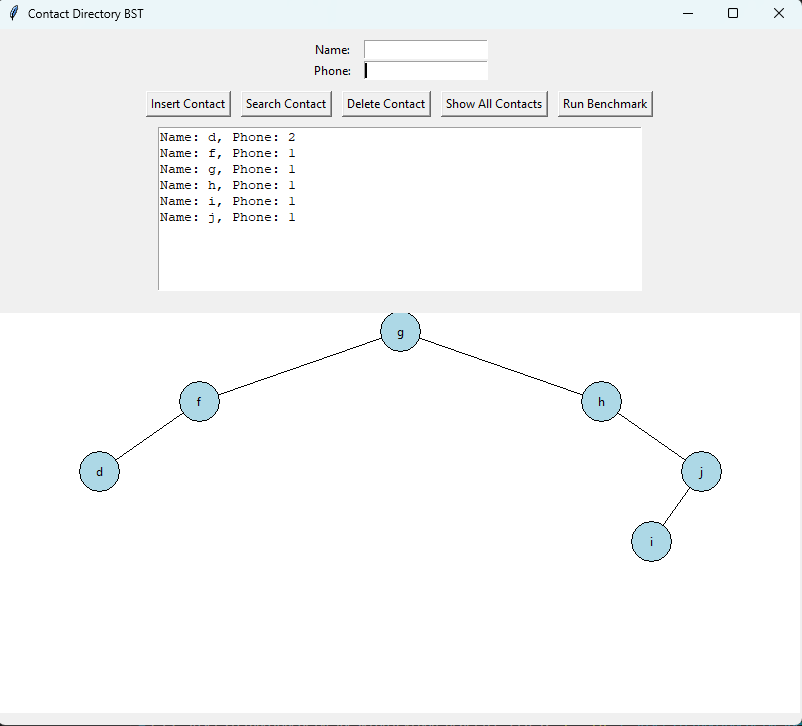 Contact Directory BST
Name:
Phone:
Insert Contact Search Contact Delete Contact Show All Contacts Run Benchmark
Name: d, Phone: 2
Name: f, Phone: 1
Name: g, Phone: 1
Name: h, Phone: 1
Name: i, Phone: 1
Name: j, Phone: 1
g
f h
d j
i